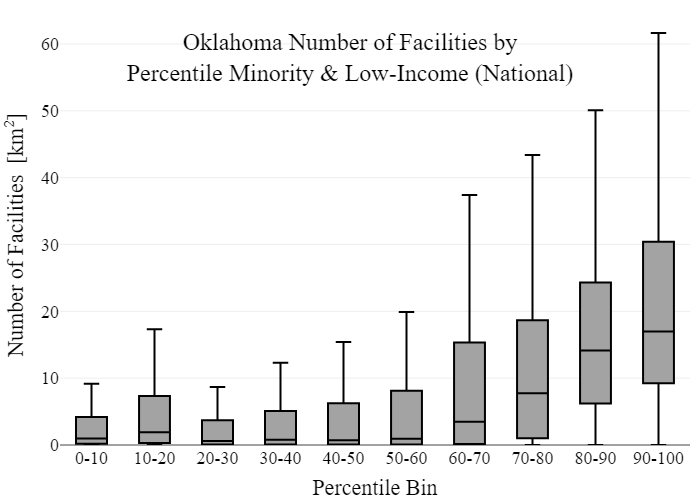 Oklahoma Number of Facilities by
Percentile Minority & Low-Income (National)
Number of Facilities [km²]
60
50
40
30
20
10
0
0-10 10-20 20-30 30-40 40-50 50-60 60-70 70-80 80-90 90-100
Percentile Bin